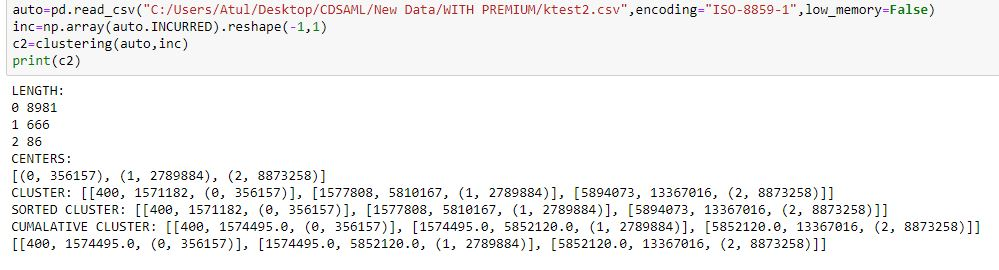 auto=pd.read_csv("C:/Users/Atul/Desktop/CDSAML/New Data/WITH PREMIUM/ktest2.csv",encoding="ISO-8859-1",low_memory=False)
inc=np.array(auto.INCURRED).reshape(-1,1)
c2=clustering(auto,inc)
print(c2)
LENGTH:
0 8981
1 666
2 86
CENTERS:
[(0, 356157), (1, 2789884), (2, 8873258)]
CLUSTER: [[400, 1571182, (0, 356157)], [1577808, 5810167, (1, 2789884)], [5894073, 13367016, (2, 8873258)]]
SORTED CLUSTER: [[400, 1571182, (0, 356157)], [1577808, 5810167, (1, 2789884)], [5894073, 13367016, (2, 8873258)]]
CUMALATIVE CLUSTER: [[400, 1574495.0, (0, 356157)], [1574495.0, 5852120.0, (1, 2789884)], [5852120.0, 13367016, (2, 8873258)]]
[[400, 1574495.0, (0, 356157)], [1574495.0, 5852120.0, (1, 2789884)], [5852120.0, 13367016, (2, 8873258)]]